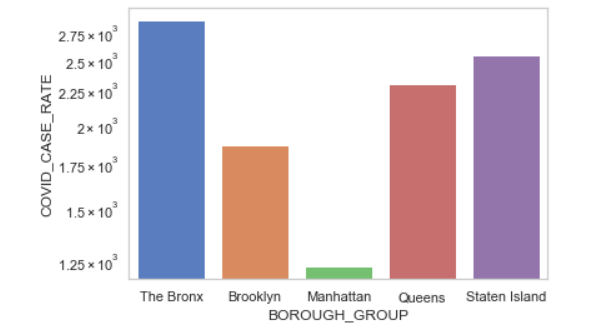 COVID_CASE_RATE
2.75 × 10³
2.5 × 10³
2.25 × 10³
2 × 10³
1.75 × 10³
1.5 × 10³
1.25 × 10³
The Bronx Brooklyn Manhattan Queens Staten Island
BOROUGH_GROUP